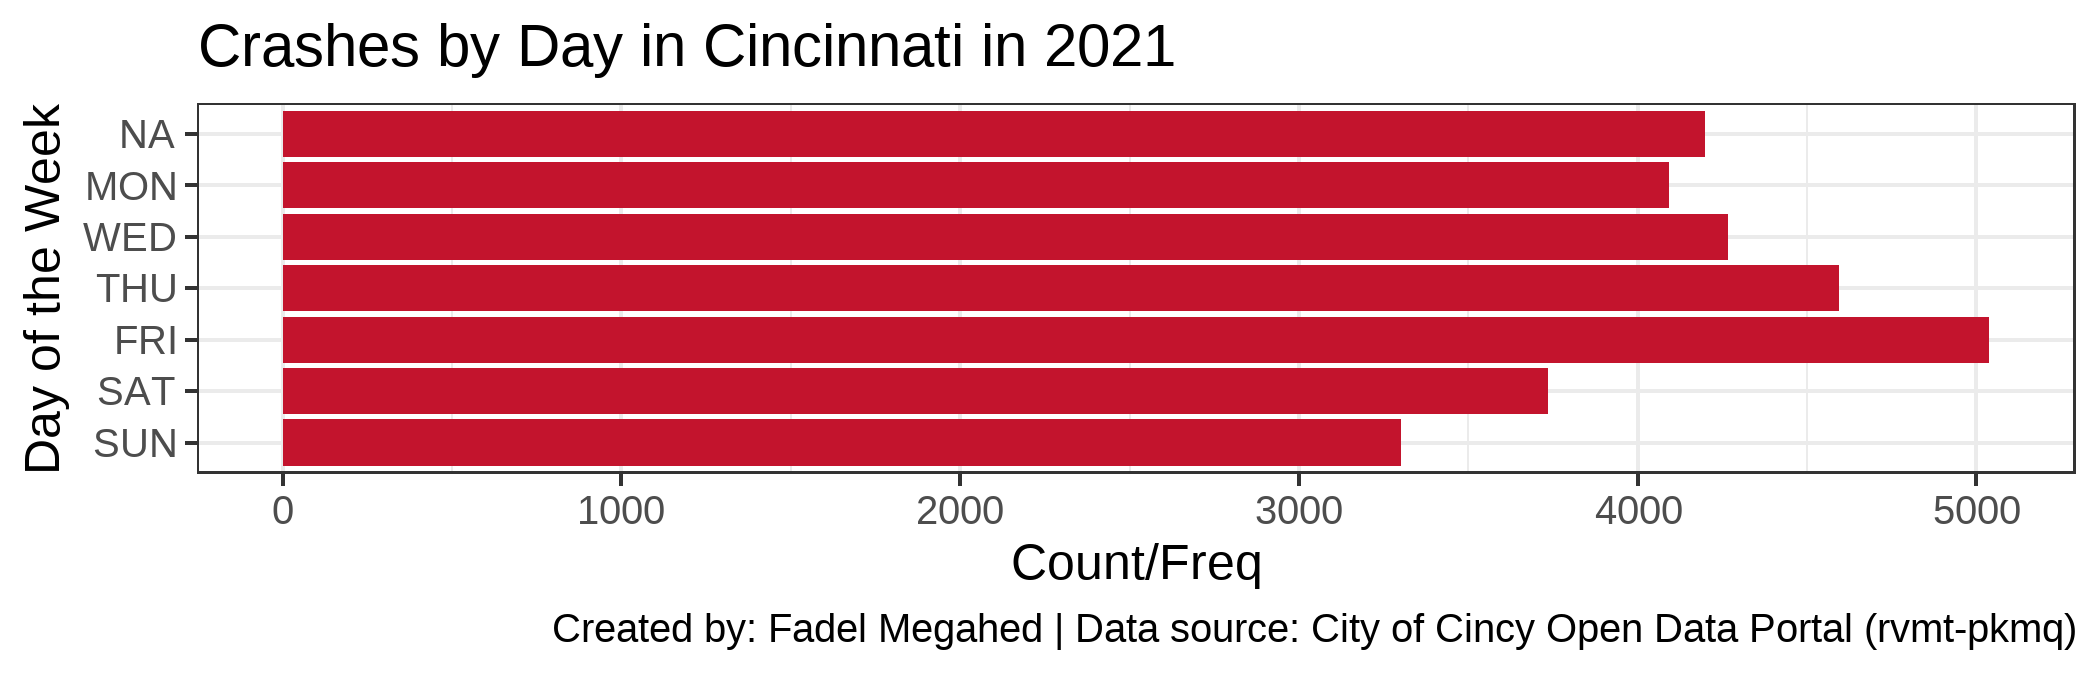 Crashes by Day in Cincinnati in 2021
Day of the Week
NA
MON
WED
THU
FRI
SAT
SUN
0 1000 2000 3000 4000 5000
Count/Freq
Created by: Fadel Megahed | Data source: City of Cincy Open Data Portal (rvmt-pkmq)